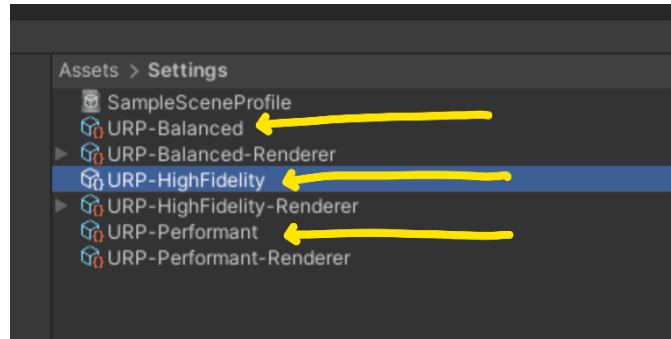 Assets > Settings
SampleSceneProfile
URP-Balanced
URP-Balanced-Renderer
URP-HighFidelity
URP-HighFidelity-Renderer
URP-Performant
URP-Performant-Renderer